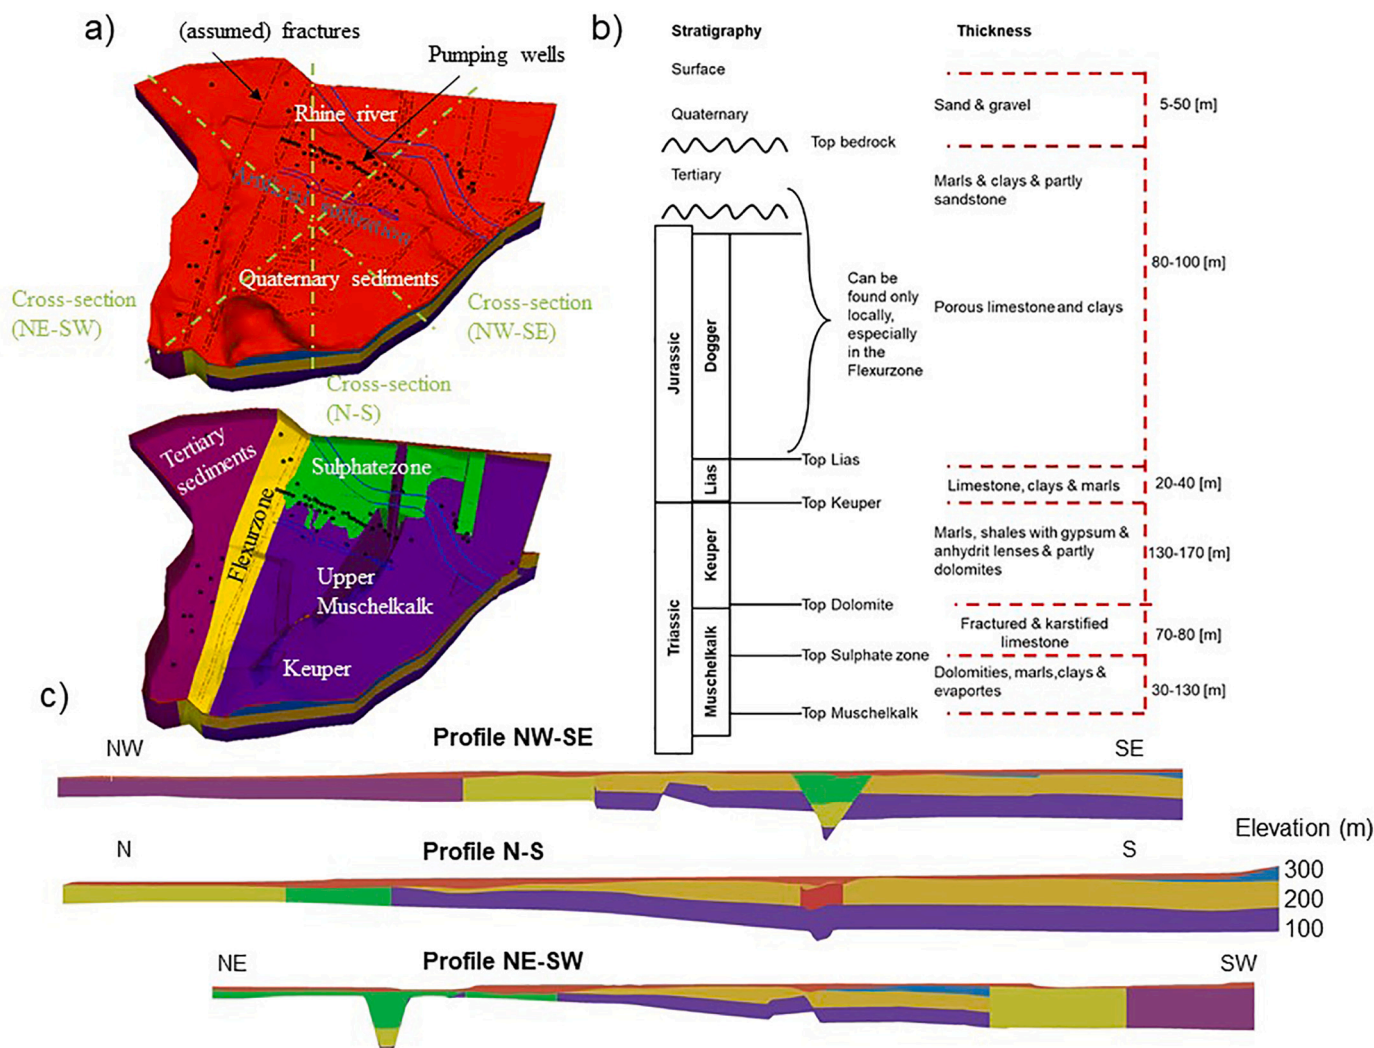 a)
(assumed) fractures
Pumping wells
Rhine river
Artificial infiltration
Quaternary sediments
Cross-section
(NE-SW)
Cross-section
(NW-SE)
Cross-section
(N-S)
Tertiary
sediments
Sulphatezone
Flexurzone
Upper
Muschelkalk
Keuper
b)
Stratigraphy
Thickness
Surface
Quaternary
Sand & gravel
5-50 [m]
Top bedrock
Tertiary
Marls & clays & partly
sandstone
80-100 [m]
Jurassic
Dogger
Can be
found only
locally,
especially
in the
Flexurzone
Porous limestone and clays
Top Lias
Lias
Limestone, clays & marls
20-40 [m]
Top Keuper
Triassic
Keuper
Marls, shales with gypsum &
anhydrit lenses & partly
dolomites
130-170 [m]
Top Dolomite
Muschelkalk
Fractured & karstified
limestone
70-80 [m]
Top Sulphate zone
Dolomities, marls,clays &
evaportes
30-130 [m]
Top Muschelkalk
c)
Profile NW-SE
NW
SE
Profile N-S
N
S
Elevation (m)
300
200
100
Profile NE-SW
NE
SW